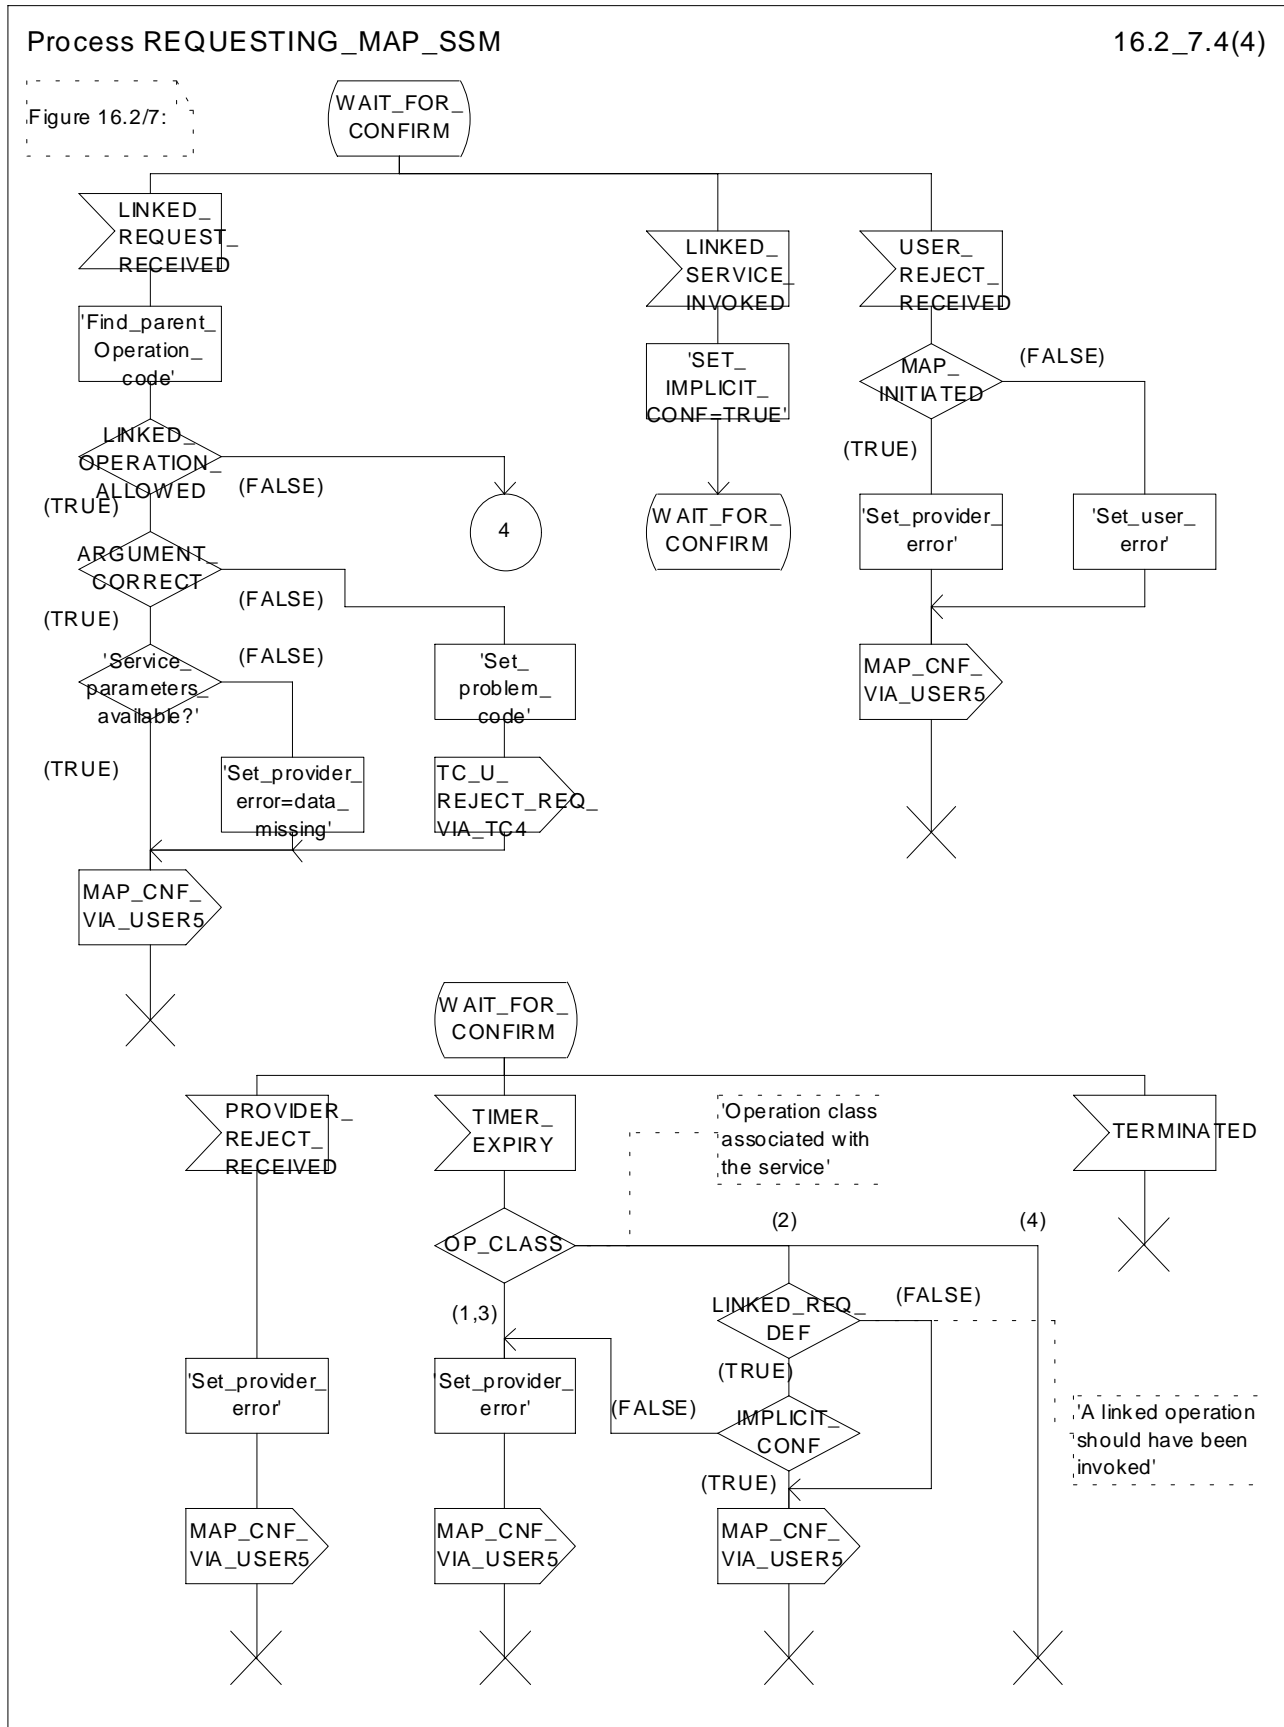 Process REQUESTING_MAP_SSM
16.2_7.4(4)
Figure 16.2/7:
WAIT_FOR_
CONFIRM
LINKED_
REQUEST_
RECEIVED
LINKED_
SERVICE_
INVOKED
USER_
REJECT_
RECEIVED
'Find_parent_
Operation_
code'
'SET_
IMPLICIT_
CONF=TRUE'
MAP_
INITIATED
(FALSE)
(TRUE)
LINKED_
OPERATION_
ALLOWED
(FALSE)
(TRUE)
4
WAIT_FOR_
CONFIRM
'Set_provider_
error'
'Set_user_
error'
ARGUMENT_
CORRECT
(FALSE)
(TRUE)
'Service_
parameters_
available?'
(FALSE)
(TRUE)
'Set_
problem_
code'
MAP_CNF_
VIA_USER5
'Set_provider_
error=data_
missing'
TC_U_
REJECT_REQ_
VIA_TC4
MAP_CNF_
VIA_USER5
WAIT_FOR_
CONFIRM
PROVIDER_
REJECT_
RECEIVED
TIMER_
EXPIRY
'Operation class
associated with
the service'
TERMINATED
OP_CLASS
(2)
(4)
(1,3)
LINKED_REQ_
DEF
(FALSE)
(TRUE)
'Set_provider_
error'
'Set_provider_
error'
(FALSE)
IMPLICIT_
CONF
(TRUE)
'A linked operation
should have been
invoked'
MAP_CNF_
VIA_USER5
MAP_CNF_
VIA_USER5
MAP_CNF_
VIA_USER5